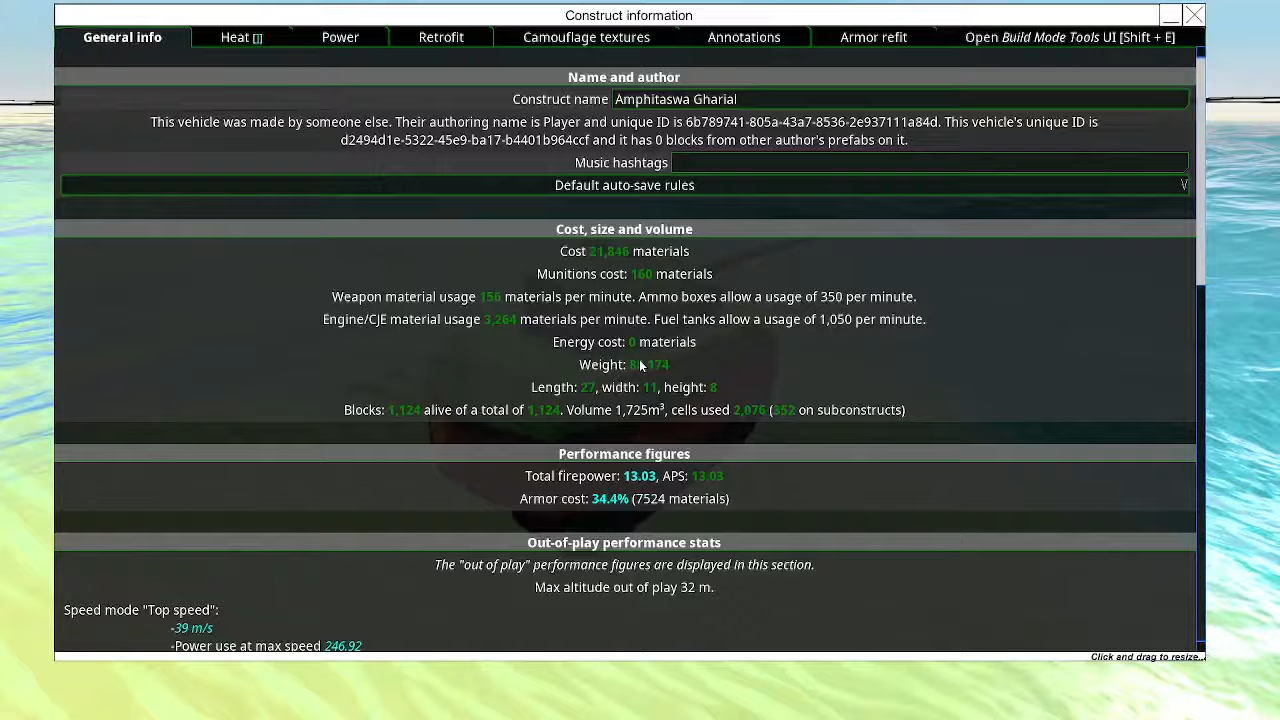 Construct information
General info
Heat []
Power
Retrofit
Camouflage textures
Annotations
Armor refit
Open Build Mode Tools UI [Shift + E]
Name and author
Construct name Amphitaswa Gharial
This vehicle was made by someone else. Their authoring name is Player and unique ID is 6b789741-805a-43a7-8536-2e937111a84d. This vehicle's unique ID is
d2494d1e-5322-45e9-ba17-b4401b964ccf and it has 0 blocks from other author's prefabs on it.
Music hashtags
Default auto-save rules
Cost, size and volume
Cost 21,846 materials
Munitions cost: 160 materials
Weapon material usage 156 materials per minute. Ammo boxes allow a usage of 350 per minute.
Engine/CJE material usage 3,264 materials per minute. Fuel tanks allow a usage of 1,050 per minute.
Energy cost: 0 materials
Weight:
Length: 27, width: 11, height: 8
Blocks: 1,124 alive of a total of 1,124. Volume 1,725m³, cells used 2,076 (352 on subconstructs)
Performance figures
Total firepower: 13.03, APS: 13.03
Armor cost: 34.4% (7524 materials)
Out-of-play performance stats
The "out of play" performance figures are displayed in this section.
Max altitude out of play 32 m.
Speed mode "Top speed":
-39 m/s
-Power use at max speed 246.92
Click and drag to resize...